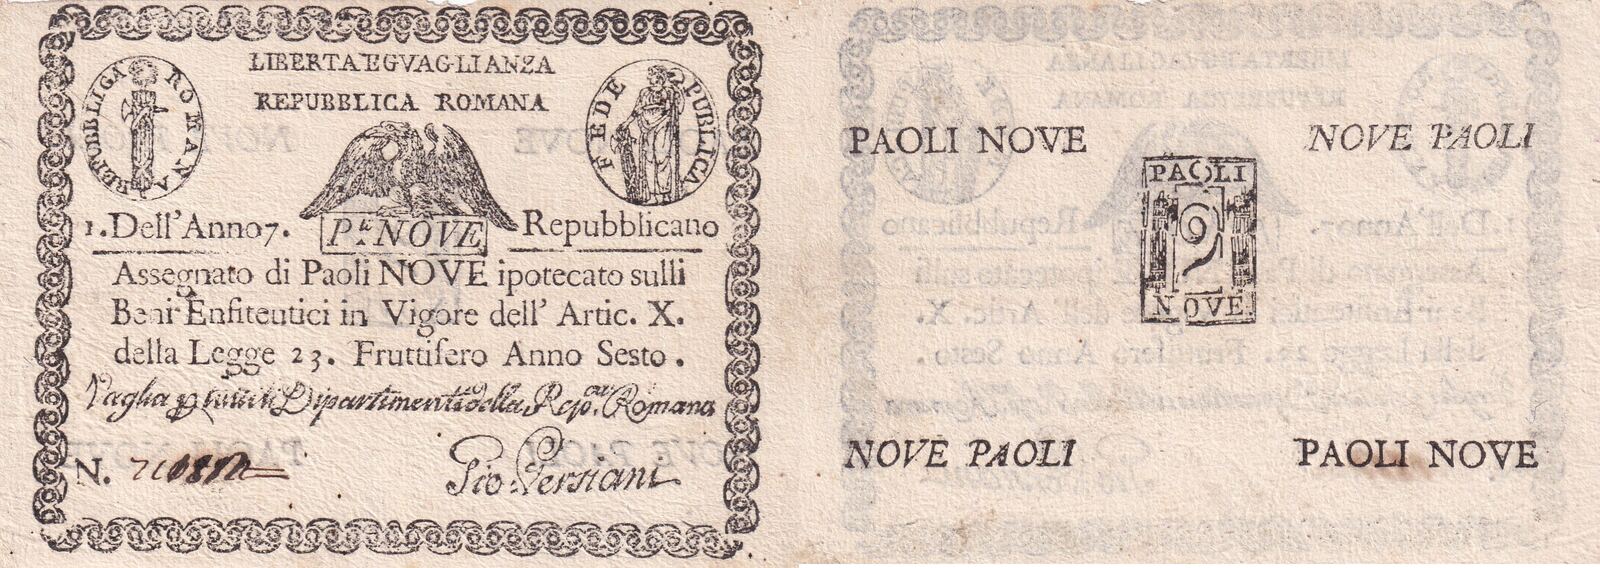 LIBERTA EGVAGLIANZA
REPUBBLICA ROMANA
REPUBBLICA ROMANA
FEDE PUBLICA
1. Dell'Anno 7. P.li NOVE Repubblicano
Assegnato di Paoli NOVE ipotecato sulli
Beni Enfiteutici in Vigore dell' Artic. X.
della Legge 23. Fruttifero Anno Sesto.
Vaglia p tutti li Dipartimenti della Rep. Romana
N.
Pio Persiani
PAOLI NOVE
NOVE PAOLI
PAOLI
9
NOVE
NOVE PAOLI
PAOLI NOVE